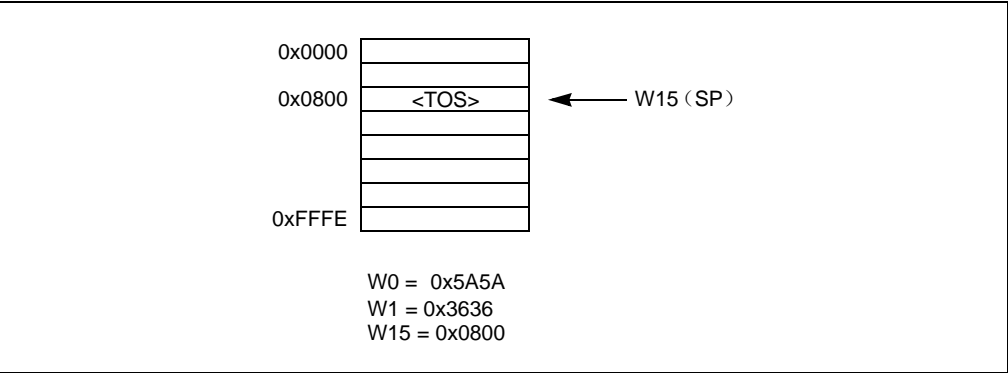 0x0000
0x0800 <TOS> W15（SP）
0xFFFE
W0 = 0x5A5A
W1 = 0x3636
W15 = 0x0800